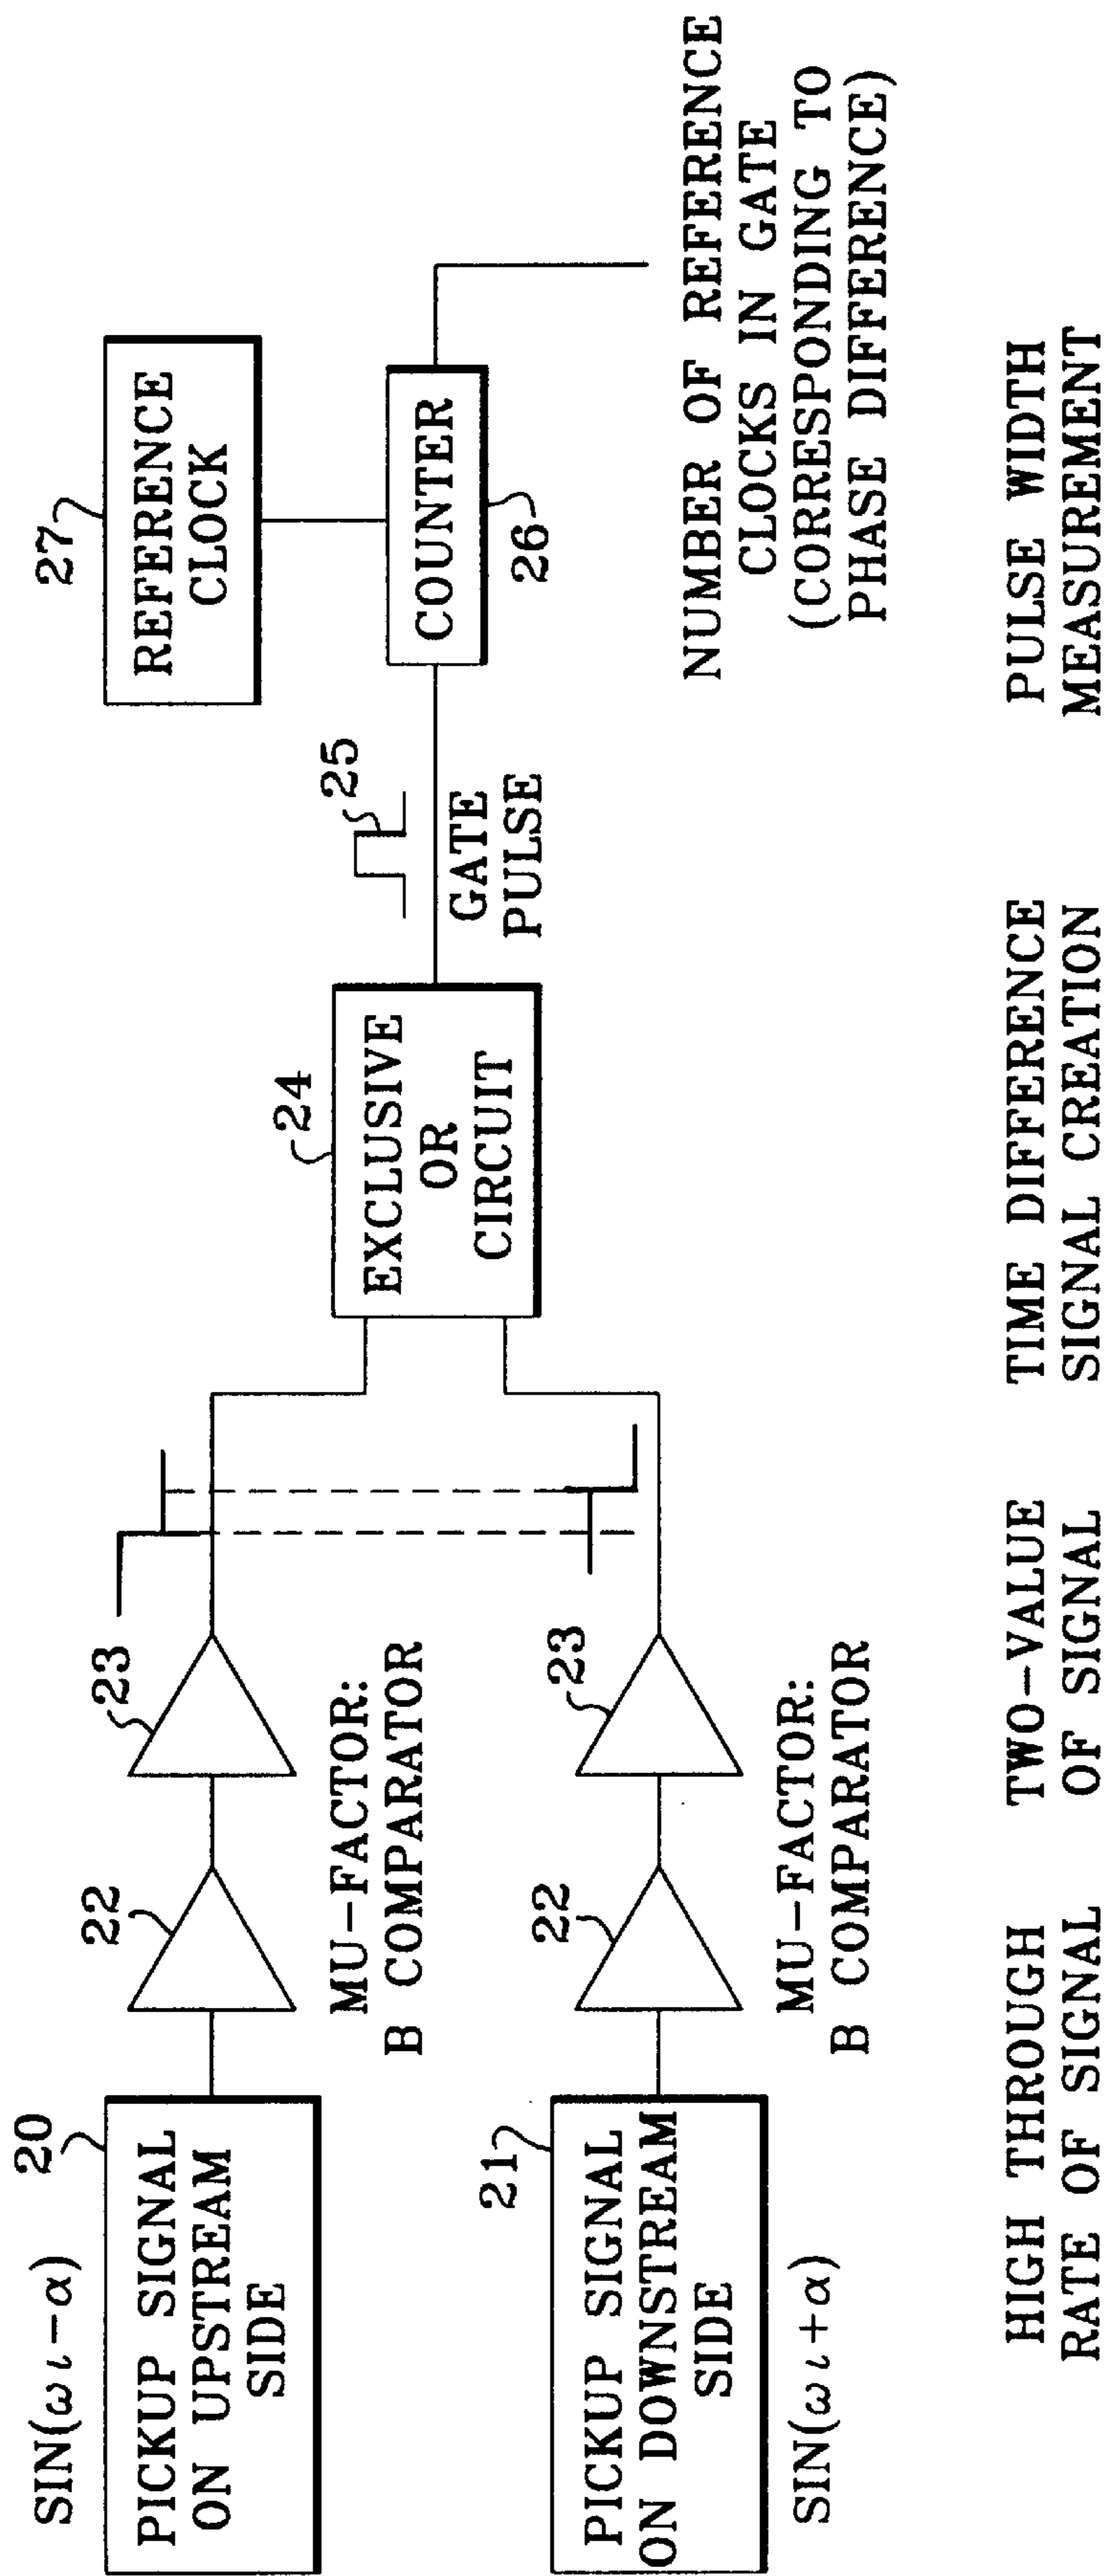 SIN(ωι−α)
20
PICKUP SIGNAL
ON UPSTREAM
SIDE
22
23
MU-FACTOR:
B COMPARATOR
21
PICKUP SIGNAL
ON DOWNSTREAM
SIDE
SIN(ωι+α)
22
23
MU-FACTOR:
B COMPARATOR
24
EXCLUSIVE
OR
CIRCUIT
25
GATE
PULSE
27
REFERENCE
CLOCK
COUNTER
26
NUMBER OF REFERENCE
CLOCKS IN GATE
(CORRESPONDING TO
PHASE DIFFERENCE)
HIGH THROUGH
RATE OF SIGNAL
TWO-VALUE
OF SIGNAL
TIME DIFFERENCE
SIGNAL CREATION
PULSE WIDTH
MEASUREMENT